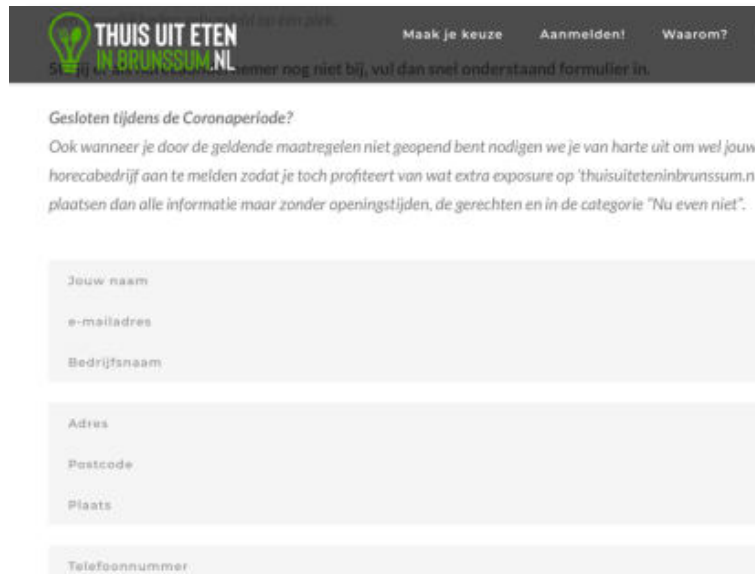 THUIS UIT ETEN
IN BRUNSSUM.NL
Maak je keuze Aanmelden! Waarom?
nemer nog niet bij, vul dan snel onderstaand formulier in.
Gesloten tijdens de Coronaperiode?
Ook wanneer je door de geldende maatregelen niet geopend bent nodigen we je van harte uit om wel jouw
horecabedrijf aan te melden zodat je toch profiteert van wat extra exposure op 'thuisuiteteninbrunssum.n
plaatsen dan alle informatie maar zonder openingstijden, de gerechten en in de categorie "Nu even niet".
Jouw naam
e-mailadres
Bedrijfsnaam
Adres
Postcode
Plaats
Telefoonnummer